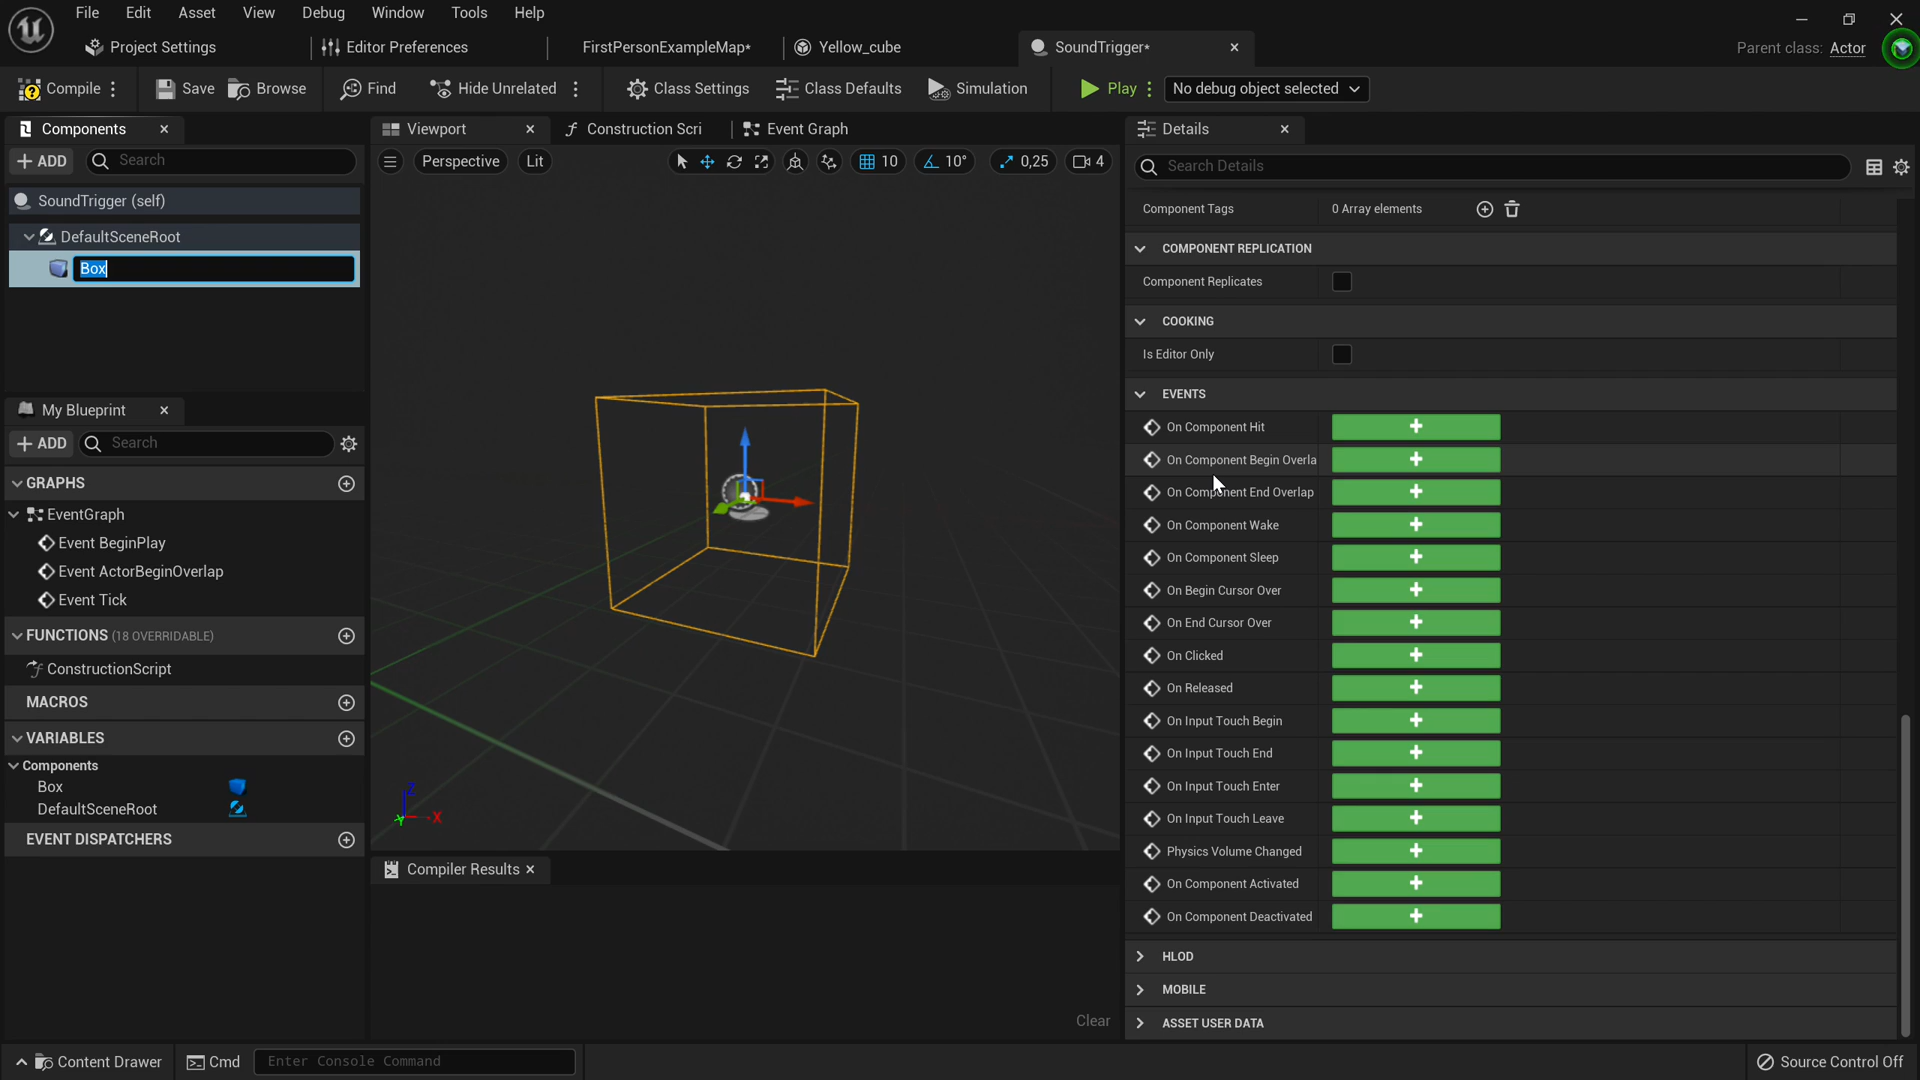 File Edit Asset View Debug Window Tools Help
Project Settings Editor Preferences FirstPersonExampleMap* Yellow_cube SoundTrigger* Parent class: Actor
Compile Save Browse Find Hide Unrelated Class Settings Class Defaults Simulation Play No debug object selected
Components Viewport Construction Scri Event Graph Details
ADD Search Perspective Lit 10 10° 0,25 4 Search Details
SoundTrigger (self)
DefaultSceneRoot
Box
Component Tags 0 Array elements
COMPONENT REPLICATION
Component Replicates
COOKING
Is Editor Only
EVENTS
On Component Hit
On Component Begin Overla
On Component End Overlap
On Component Wake
On Component Sleep
On Begin Cursor Over
On End Cursor Over
On Clicked
On Released
On Input Touch Begin
On Input Touch End
On Input Touch Enter
On Input Touch Leave
Physics Volume Changed
On Component Activated
On Component Deactivated
HLOD
MOBILE
ASSET USER DATA
My Blueprint
ADD Search
GRAPHS
EventGraph
Event BeginPlay
Event ActorBeginOverlap
Event Tick
FUNCTIONS (18 OVERRIDABLE)
ConstructionScript
MACROS
VARIABLES
Components
Box
DefaultSceneRoot
EVENT DISPATCHERS
Z
X
Y
Compiler Results
Clear
Content Drawer Cmd Enter Console Command Source Control Off